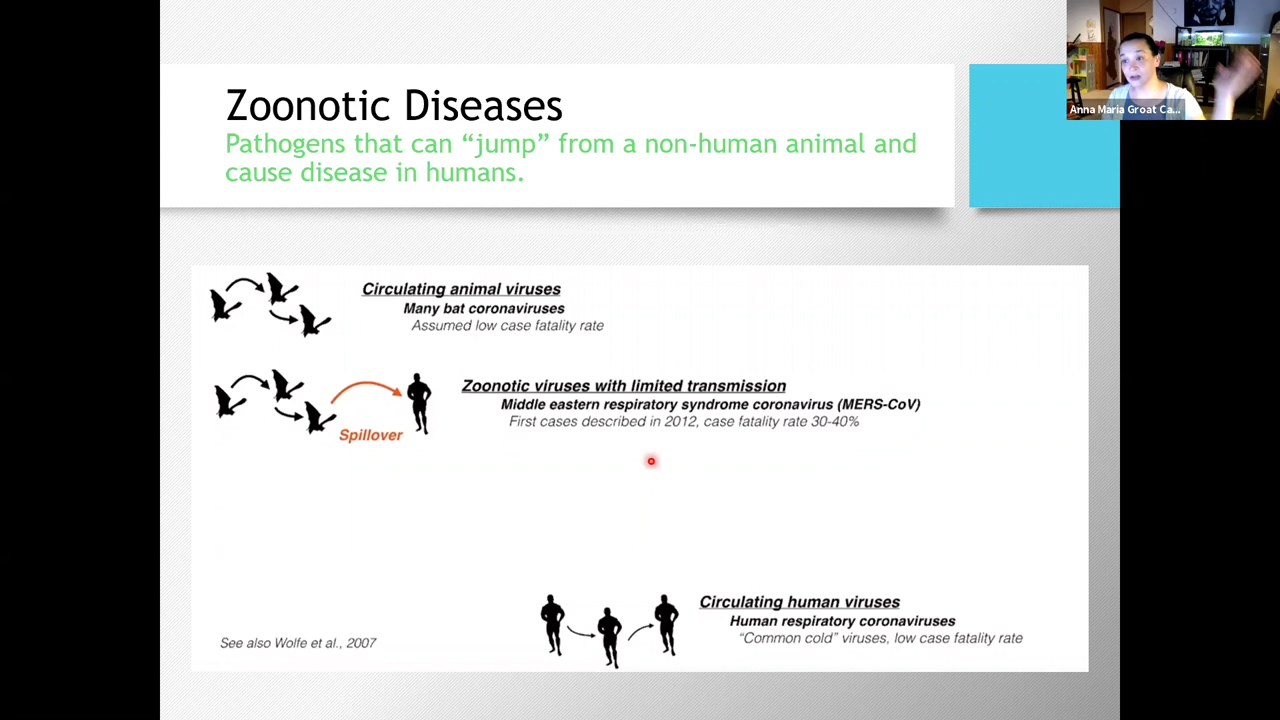 Anna Maria Groat Ca...
Zoonotic Diseases
Pathogens that can “jump” from a non-human animal and
cause disease in humans.
Circulating animal viruses
Many bat coronaviruses
Assumed low case fatality rate
Zoonotic viruses with limited transmission
Middle eastern respiratory syndrome coronavirus (MERS-CoV)
First cases described in 2012, case fatality rate 30-40%
Spillover
Circulating human viruses
Human respiratory coronaviruses
“Common cold” viruses, low case fatality rate
See also Wolfe et al., 2007